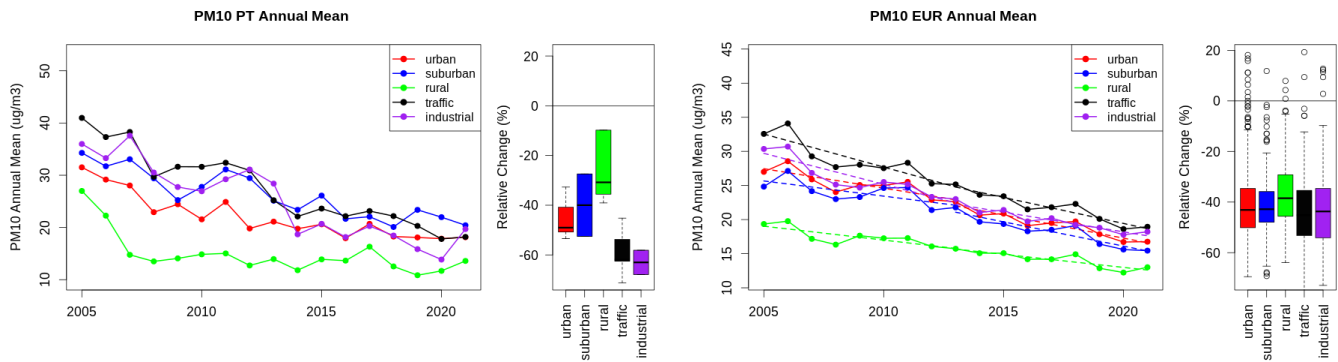 PM10 PT Annual Mean
PM10 Annual Mean (ug/m3)
50
40
30
20
10
2005 2010 2015 2020
urban
suburban
rural
traffic
industrial
Relative Change (%)
20
0
-20
-40
-60
urban
suburban
rural
traffic
industrial
PM10 EUR Annual Mean
PM10 Annual Mean (ug/m3)
45
40
35
30
25
20
15
10
2005 2010 2015 2020
urban
suburban
rural
traffic
industrial
Relative Change (%)
20
0
-20
-40
-60
urban
suburban
rural
traffic
industrial